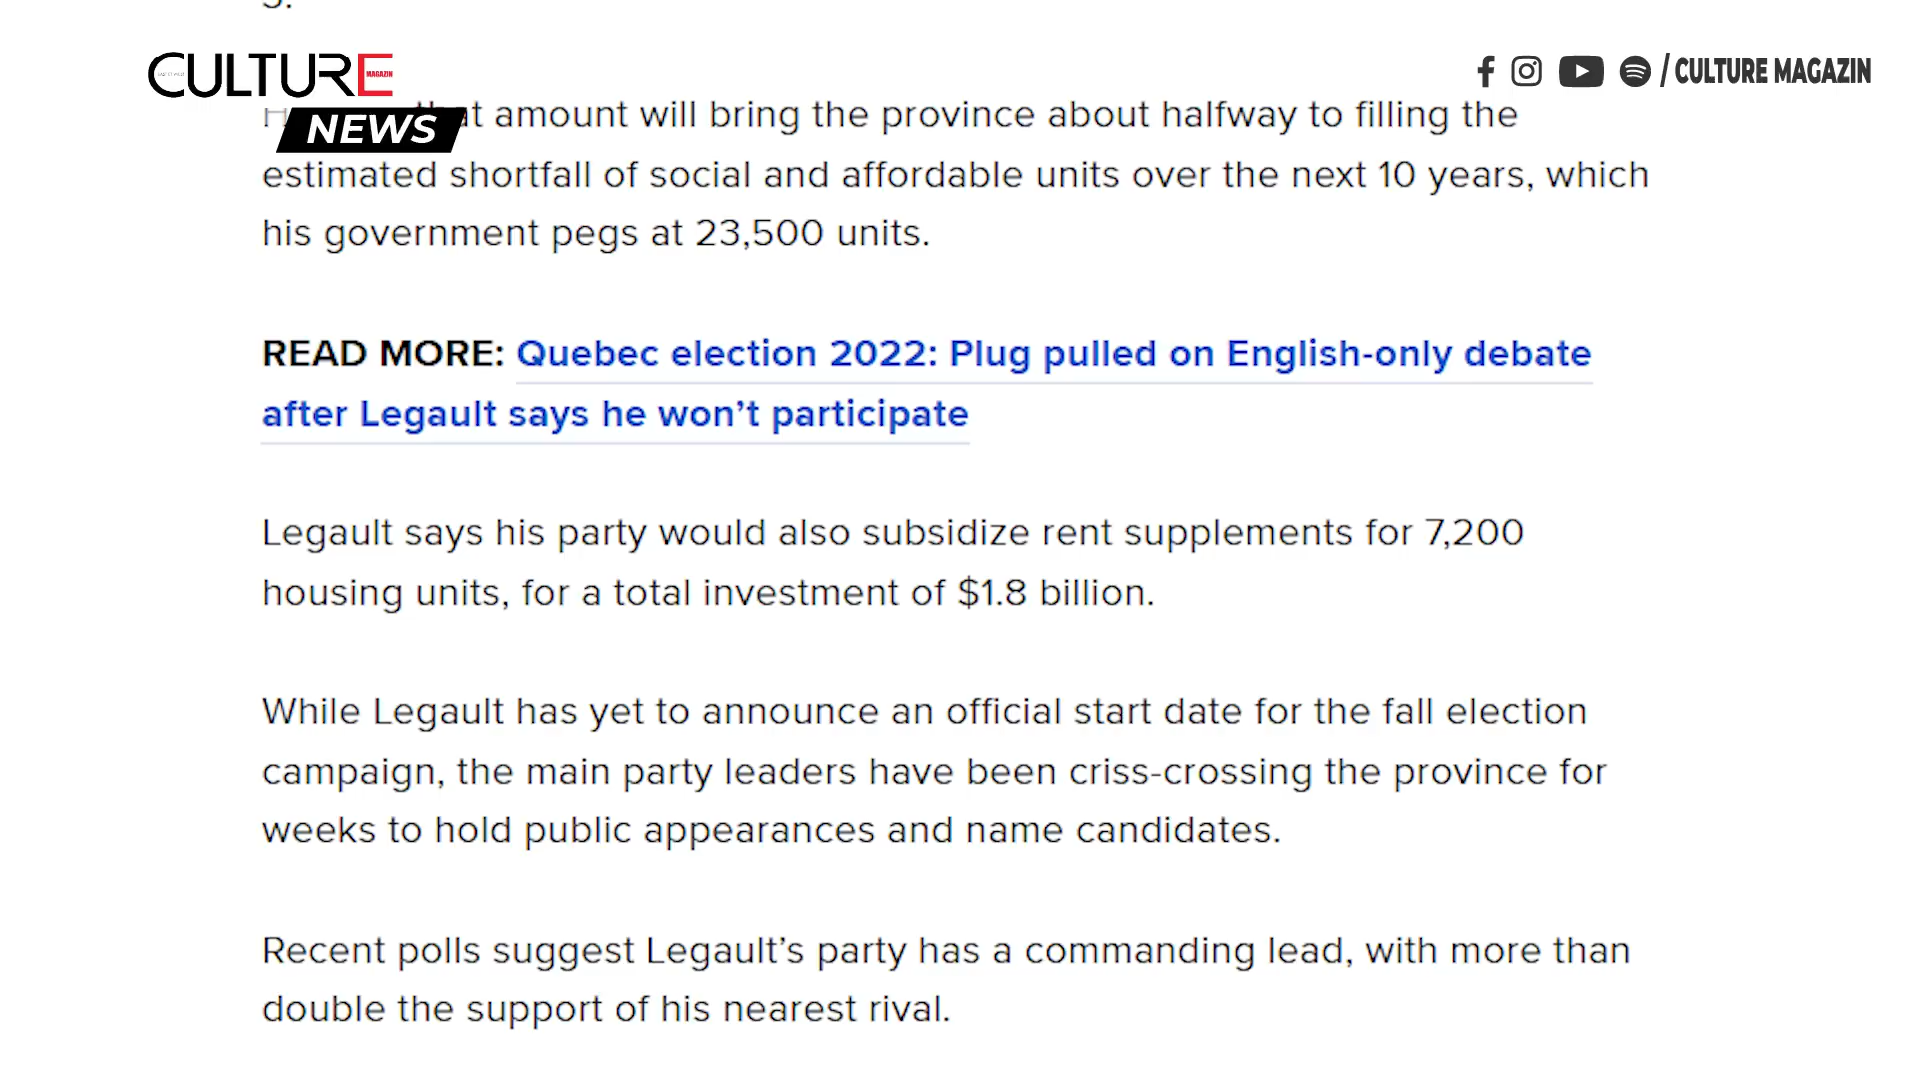 CULTURE
MAGAZIN
NEWS
/ CULTURE MAGAZIN
amount will bring the province about halfway to filling the
estimated shortfall of social and affordable units over the next 10 years, which
his government pegs at 23,500 units.
READ MORE: Quebec election 2022: Plug pulled on English-only debate
after Legault says he won’t participate
Legault says his party would also subsidize rent supplements for 7,200
housing units, for a total investment of $1.8 billion.
While Legault has yet to announce an official start date for the fall election
campaign, the main party leaders have been criss-crossing the province for
weeks to hold public appearances and name candidates.
Recent polls suggest Legault’s party has a commanding lead, with more than
double the support of his nearest rival.